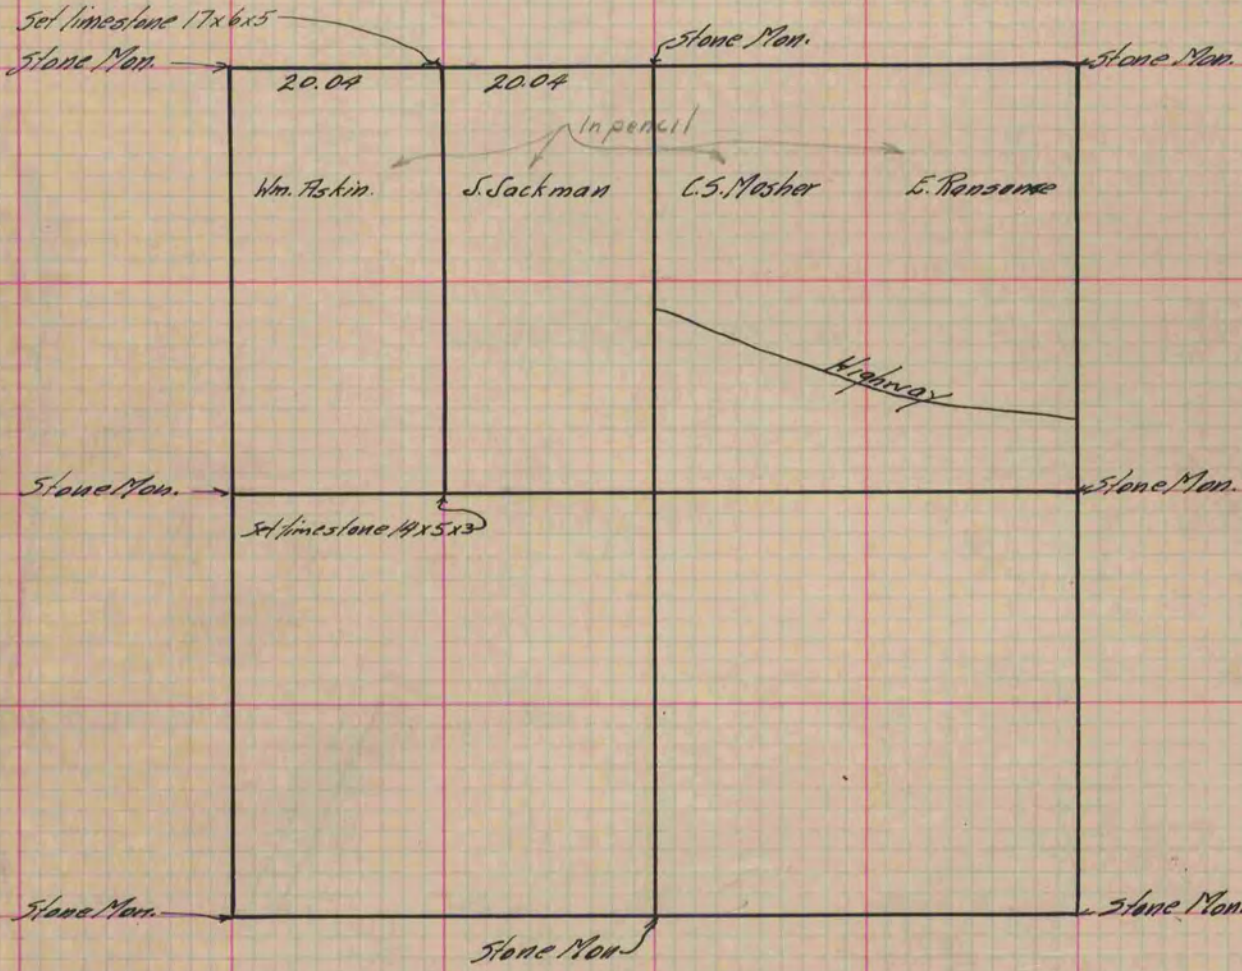 Set limestone 17x6x5
Stone Mon.
Stone Mon.
Stone Mon.
20.04
20.04
In pencil
Wm. Askin.
J. Sackman
C.S. Mosher
E. Ransome
Highway
Stone Mon.
Stone Mon.
Set limestone 14x5x3
Stone Mon.
Stone Mon.
Stone Mon